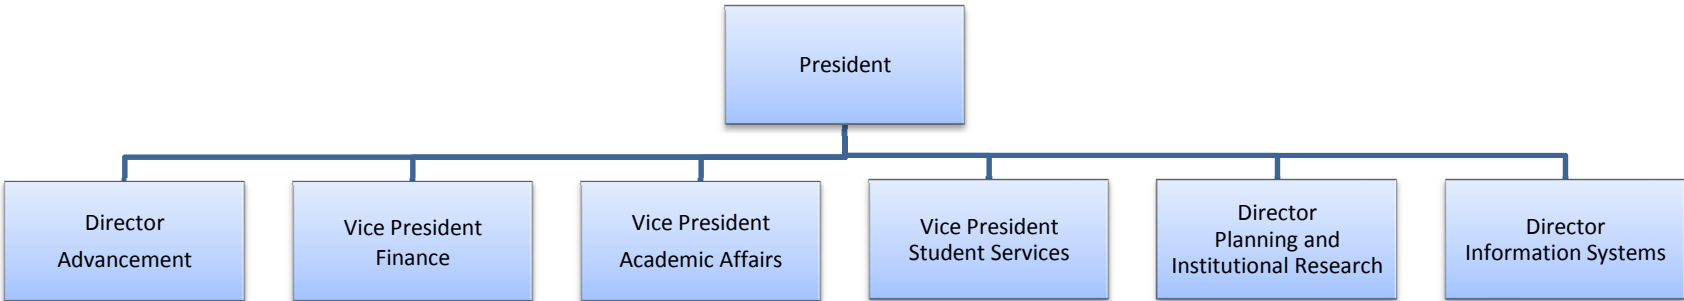 President
Director
Advancement
Vice President
Finance
Vice President
Academic Affairs
Vice President
Student Services
Director
Planning and
Institutional Research
Director
Information Systems